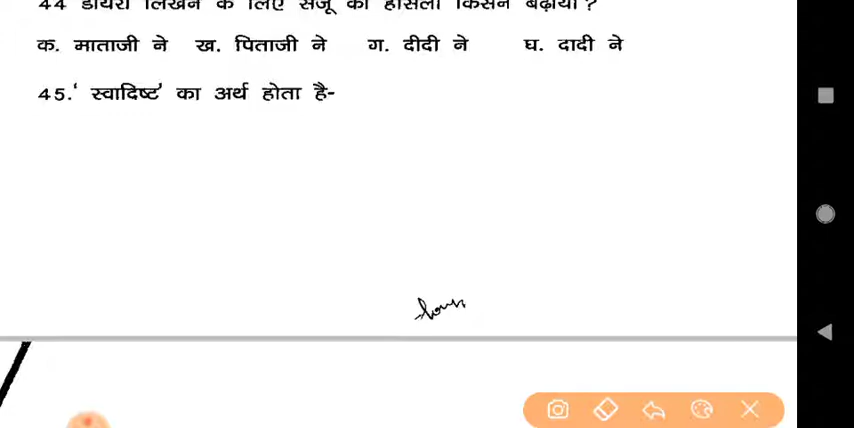 44 डायरी लिखने के लिए संजू का हौसला किसने बढ़ाया?
क. माताजी ने ख. पिताजी ने ग. दीदी ने घ. दादी ने
45.‘ स्वादिष्ट’ का अर्थ होता है-